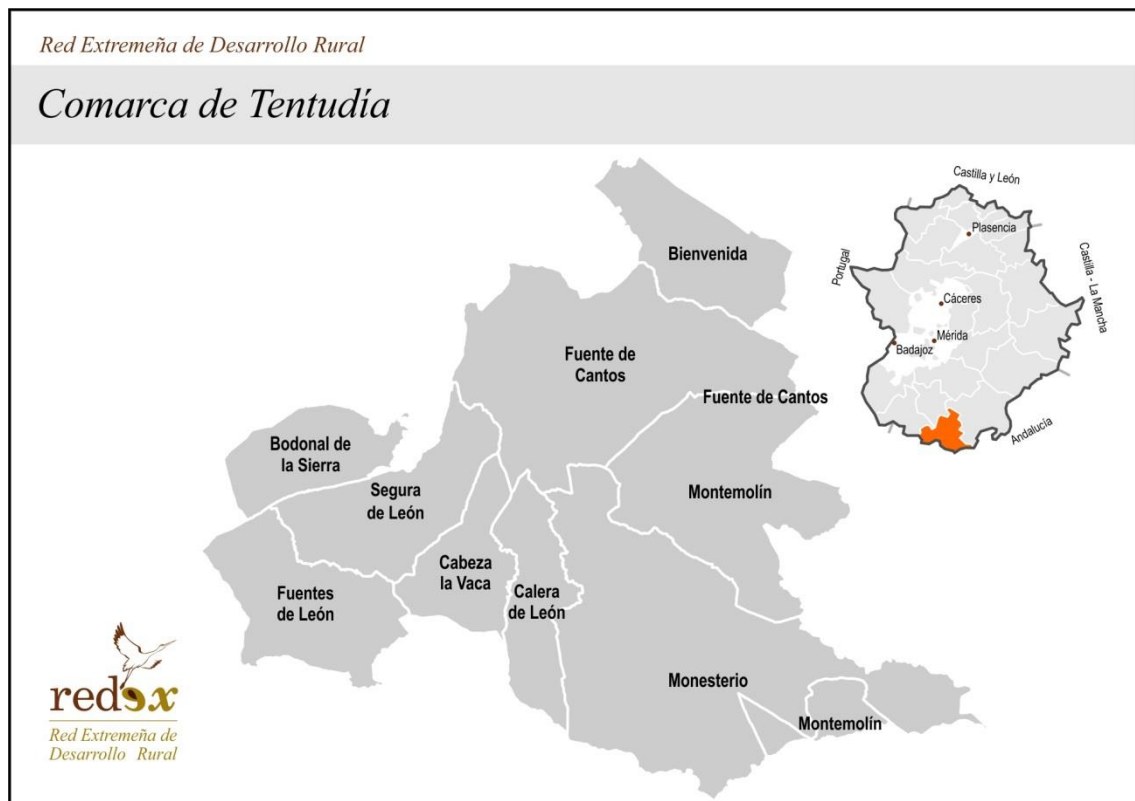 Red Extremeña de Desarrollo Rural
Comarca de Tentudía
Bienvenida
Fuente de
Cantos
Fuente de Cantos
Bodonal de
la Sierra
Segura
de León
Montemolín
Cabeza
la Vaca
Calera
de León
Fuentes
de León
Monesterio
Montemolín
Castilla y León
Plasencia
Portugal
Castilla - La Mancha
Cáceres
Mérida
Badajoz
Andalucía
redex
Red Extremeña de
Desarrollo Rural